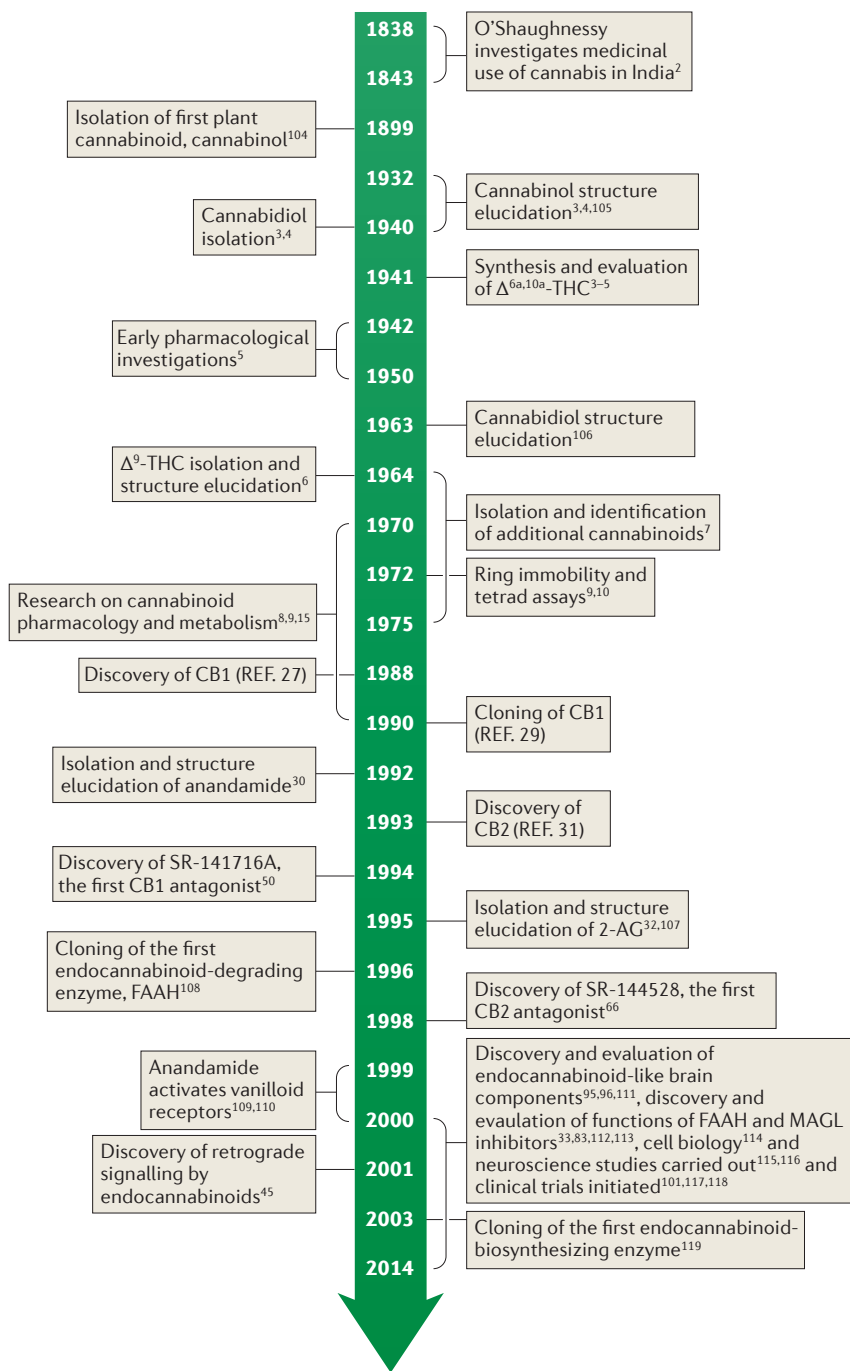 1838
O'Shaughnessy
investigates medicinal
use of cannabis in India²
1843
Isolation of first plant
cannabinoid, cannabinol¹⁰⁴
1899
1932
Cannabinol structure
elucidation³,⁴,¹⁰⁵
Cannabidiol
isolation³,⁴
1940
1941
Synthesis and evaluation
of Δ⁶ᵃ,¹⁰ᵃ-THC³⁻⁵
1942
Early pharmacological
investigations⁵
1950
1963
Cannabidiol structure
elucidation¹⁰⁶
Δ⁹-THC isolation and
structure elucidation⁶
1964
Isolation and identification
of additional cannabinoids⁷
1970
1972
Ring immobility and
tetrad assays⁹,¹⁰
Research on cannabinoid
pharmacology and metabolism⁸,⁹,¹⁵
1975
Discovery of CB1 (REF. 27)
1988
1990
Cloning of CB1
(REF. 29)
Isolation and structure
elucidation of anandamide³⁰
1992
1993
Discovery of
CB2 (REF. 31)
Discovery of SR-141716A,
the first CB1 antagonist⁵⁰
1994
1995
Isolation and structure
elucidation of 2-AG³²,¹⁰⁷
Cloning of the first
endocannabinoid-degrading
enzyme, FAAH¹⁰⁸
1996
1998
Discovery of SR-144528, the first
CB2 antagonist⁶⁶
1999
Anandamide
activates vanilloid
receptors¹⁰⁹,¹¹⁰
2000
Discovery and evaluation of
endocannabinoid-like brain
components⁹⁵,⁹⁶,¹¹¹, discovery and
evaulation of functions of FAAH and MAGL
inhibitors³³,⁸³,¹¹²,¹¹³, cell biology¹¹⁴ and
neuroscience studies carried out¹¹⁵,¹¹⁶ and
clinical trials initiated¹⁰¹,¹¹⁷,¹¹⁸
Discovery of retrograde
signalling by
endocannabinoids⁴⁵
2001
2003
Cloning of the first endocannabinoid-
biosynthesizing enzyme¹¹⁹
2014